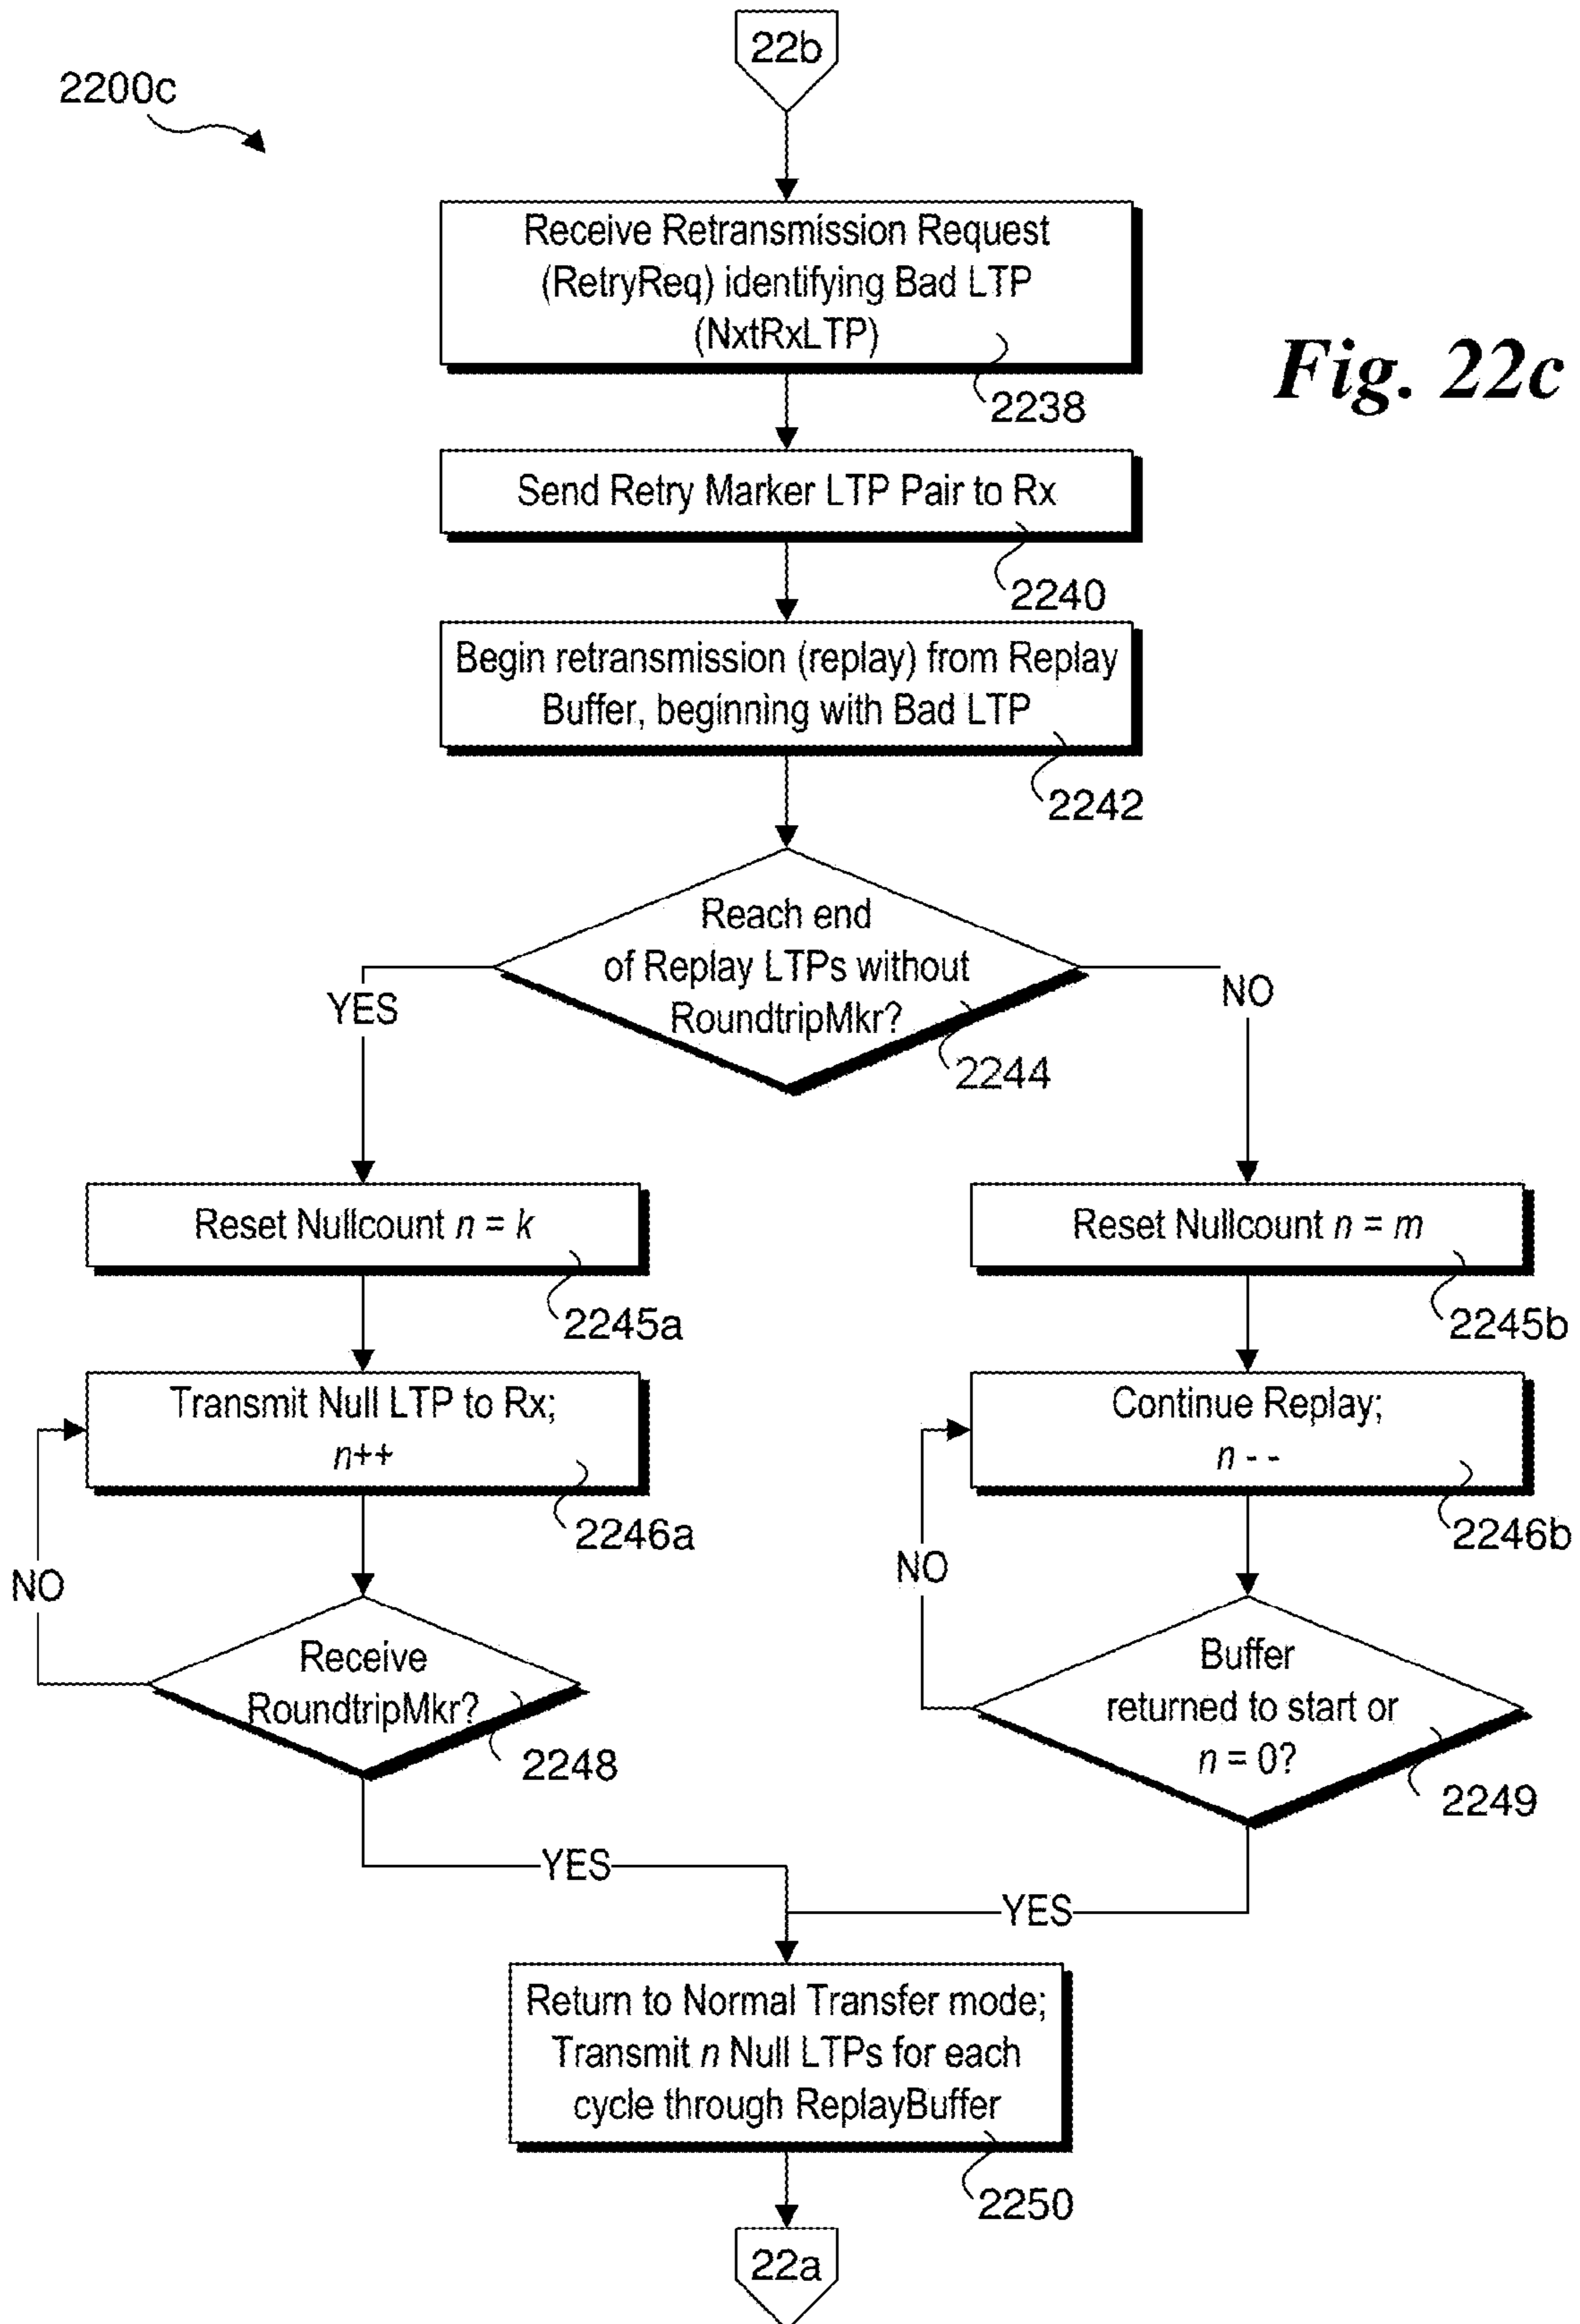 22b
2200c
Receive Retransmission Request
(RetryReq) identifying Bad LTP
(NxtRxLTP)
2238
Fig. 22c
Send Retry Marker LTP Pair to Rx
2240
Begin retransmission (replay) from Replay
Buffer, beginning with Bad LTP
2242
Reach end
of Replay LTPs without
RoundtripMkr?
2244
YES
NO
Reset Nullcount n = k
2245a
Reset Nullcount n = m
2245b
Transmit Null LTP to Rx;
n++
2246a
Continue Replay;
n - -
2246b
NO
Receive
RoundtripMkr?
2248
NO
Buffer
returned to start or
n = 0?
2249
YES
YES
Return to Normal Transfer mode;
Transmit n Null LTPs for each
cycle through ReplayBuffer
2250
22a